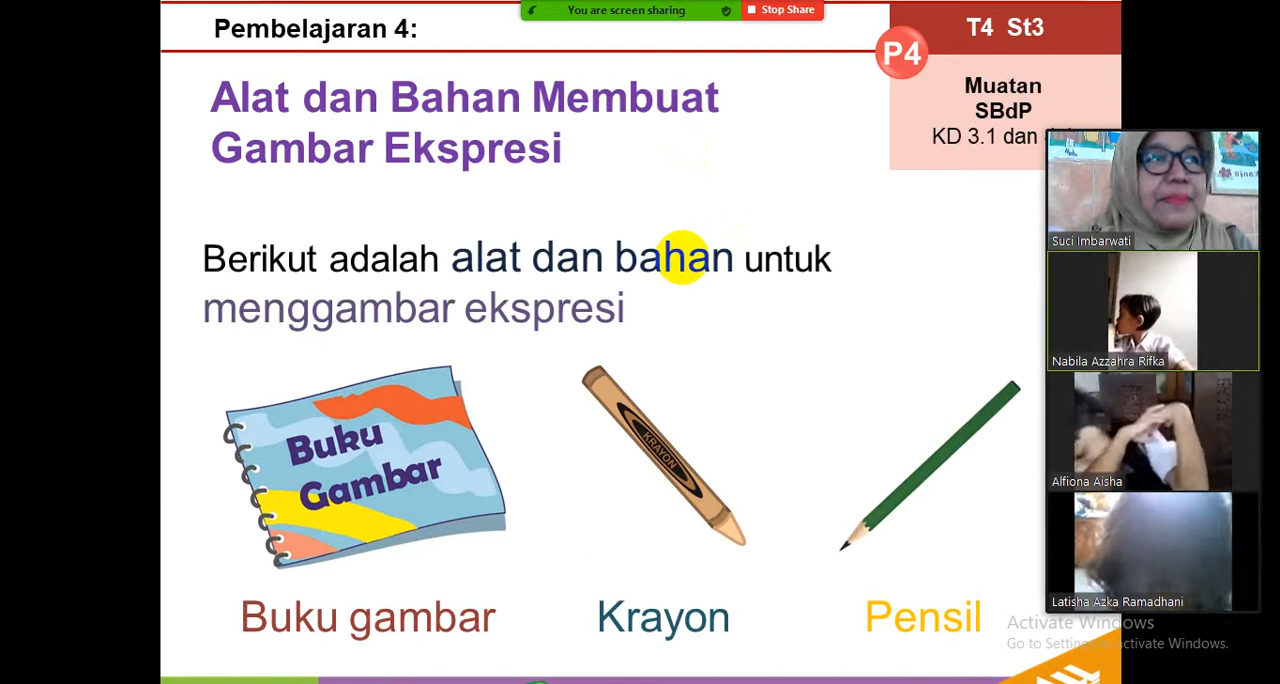 You are screen sharing
Stop Share
Pembelajaran 4:
T4 St3
P4
Muatan
SBdP
KD 3.1 dan
Alat dan Bahan Membuat
Gambar Ekspresi
Berikut adalah alat dan bahan untuk
menggambar ekspresi
Buku
Gambar
KRAYON
Buku gambar
Krayon
Pensil
Suci Imbarwati
Nabila Azzahra Rifka
Alfiona Aisha
Latisha Azka Ramadhani
Activate Windows
Go to Settings to activate Windows.